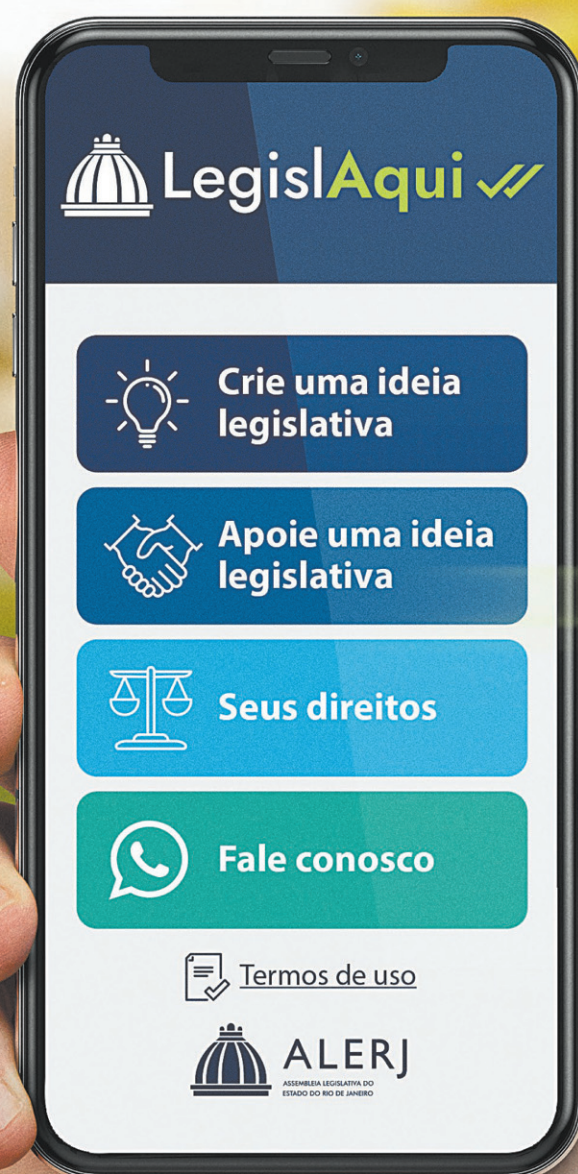 LegislAqui
Crie uma ideia
legislativa
Apoie uma ideia
legislativa
Seus direitos
Fale conosco
Termos de uso
ALERJ
ASSEMBLEIA LEGISLATIVA DO
ESTADO DO RIO DE JANEIRO